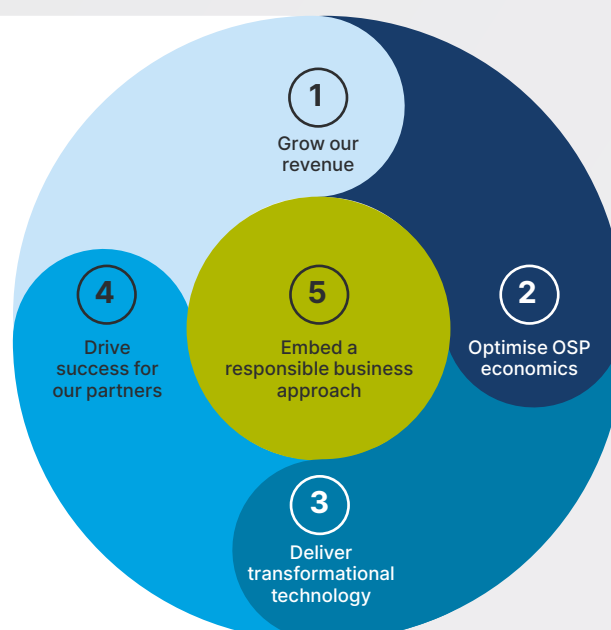 1
Grow our
revenue
2
Optimise OSP
economics
3
Deliver
transformational
technology
4
Drive
success for
our partners
5
Embed a
responsible business
approach